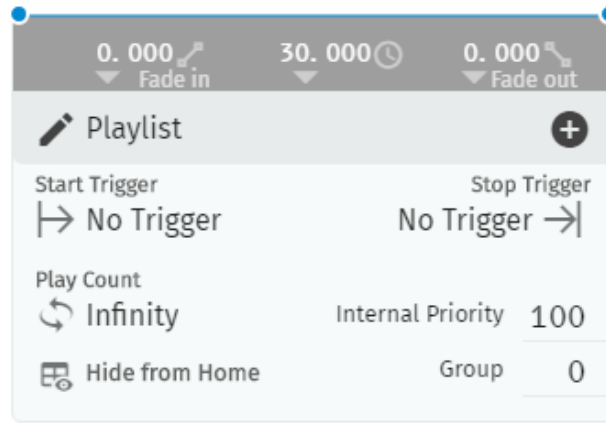 0. 000 30. 000 0. 000
Fade in Fade out
Playlist
Start Trigger Stop Trigger
No Trigger No Trigger
Play Count
Infinity Internal Priority 100
Hide from Home Group 0